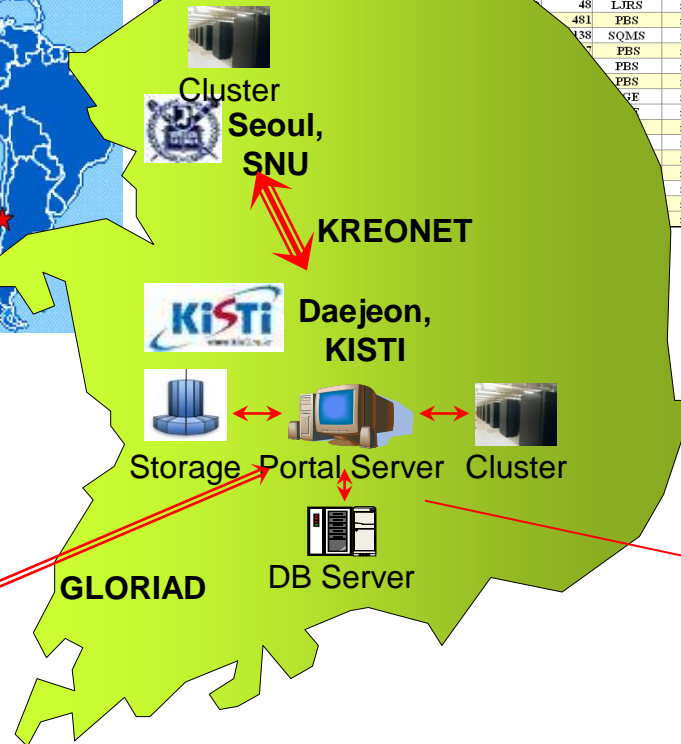 48 LJRS
481 PBS
138 SQMS
PBS
PBS
PBS
Cluster
Seoul,
SNU
KREONET
KiSTi
Daejeon,
KISTI
Storage Portal Server Cluster
DB Server
GLORIAD